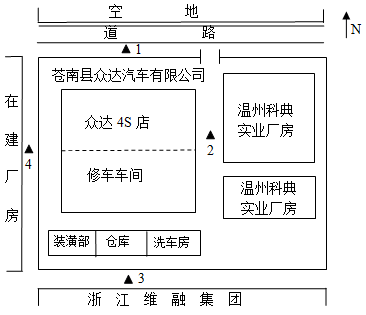 空 地
N
道 路
▲ 1
苍南县众达汽车有限公司
在建厂房
众达 4S 店
温州科典
实业厂房
▲
2
▲
4
修车车间
温州科典
实业厂房
装潢部 仓库 洗车房
▲ 3
浙江维融集团